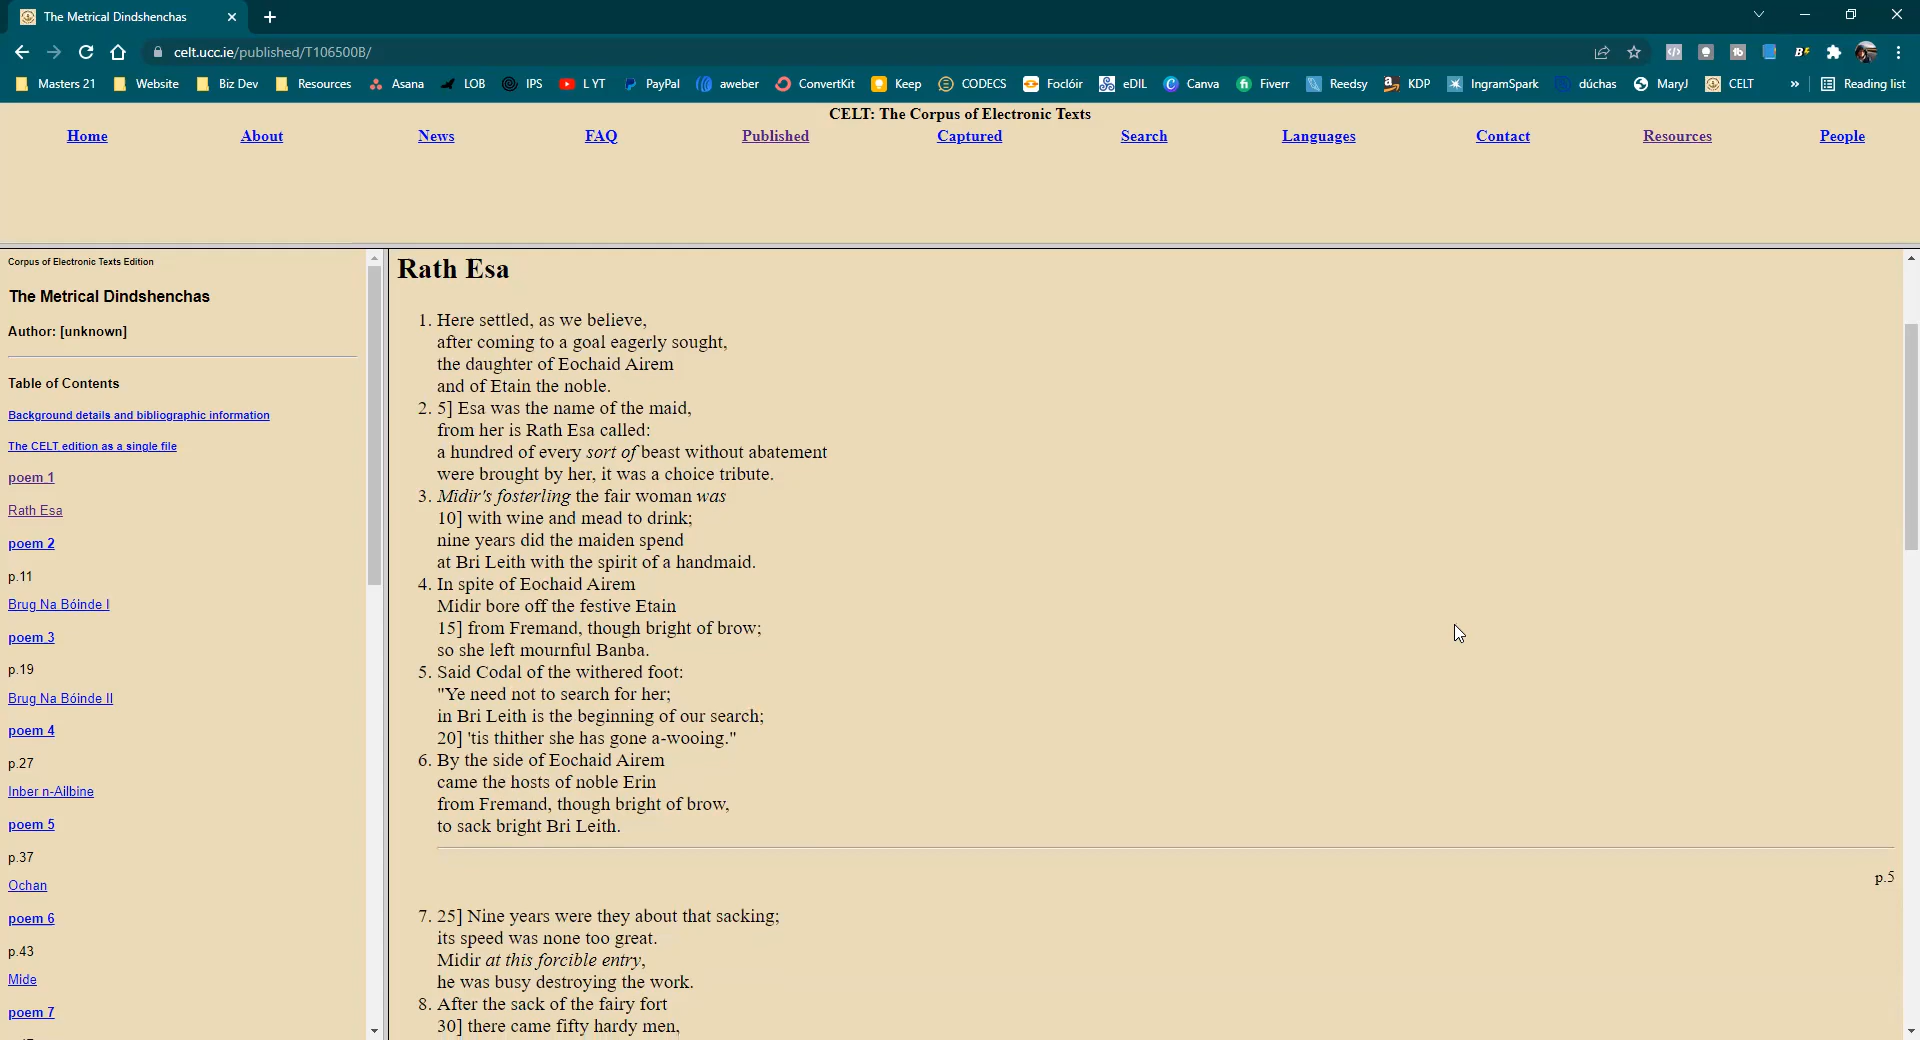 The Metrical Dindshenchas
celt.ucc.ie/published/T106500B/
Masters 21 Website Biz Dev Resources Asana LOB IPS L YT PayPal aweber ConvertKit Keep CODECS Foclóir eDIL Canva Fiverr Reedsy KDP IngramSpark dúchas MaryJ CELT » Reading list
CELT: The Corpus of Electronic Texts
Home About News FAQ Published Captured Search Languages Contact Resources People
Corpus of Electronic Texts Edition
The Metrical Dindshenchas
Author: [unknown]
Table of Contents
Background details and bibliographic information
The CELT edition as a single file
poem 1
Rath Esa
poem 2
p.11
Brug Na Bóinde I
poem 3
p.19
Brug Na Bóinde II
poem 4
p.27
Inber n-Ailbine
poem 5
p.37
Ochan
poem 6
p.43
Mide
poem 7
Rath Esa
1. Here settled, as we believe,
after coming to a goal eagerly sought,
the daughter of Eochaid Airem
and of Etain the noble.
2. 5] Esa was the name of the maid,
from her is Rath Esa called:
a hundred of every sort of beast without abatement
were brought by her, it was a choice tribute.
3. Midir's fosterling the fair woman was
10] with wine and mead to drink;
nine years did the maiden spend
at Bri Leith with the spirit of a handmaid.
4. In spite of Eochaid Airem
Midir bore off the festive Etain
15] from Fremand, though bright of brow;
so she left mournful Banba.
5. Said Codal of the withered foot:
"Ye need not to search for her;
in Bri Leith is the beginning of our search;
20] 'tis thither she has gone a-wooing."
6. By the side of Eochaid Airem
came the hosts of noble Erin
from Fremand, though bright of brow,
to sack bright Bri Leith.
p.5
7. 25] Nine years were they about that sacking;
its speed was none too great.
Midir at this forcible entry,
he was busy destroying the work.
8. After the sack of the fairy fort
30] there came fifty hardy men,